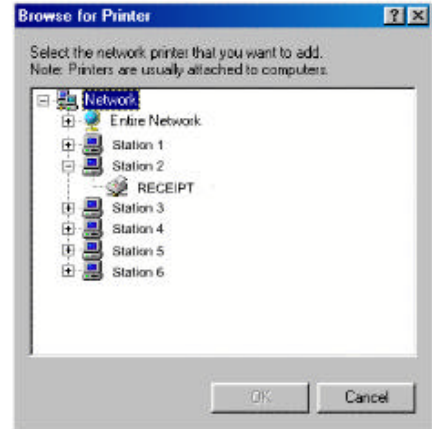 Browse for Printer
Select the network printer that you want to add.
Note: Printers are usually attached to computers.
Network
Entire Network
Station 1
Station 2
RECEIPT
Station 3
Station 4
Station 5
Station 6
OK
Cancel